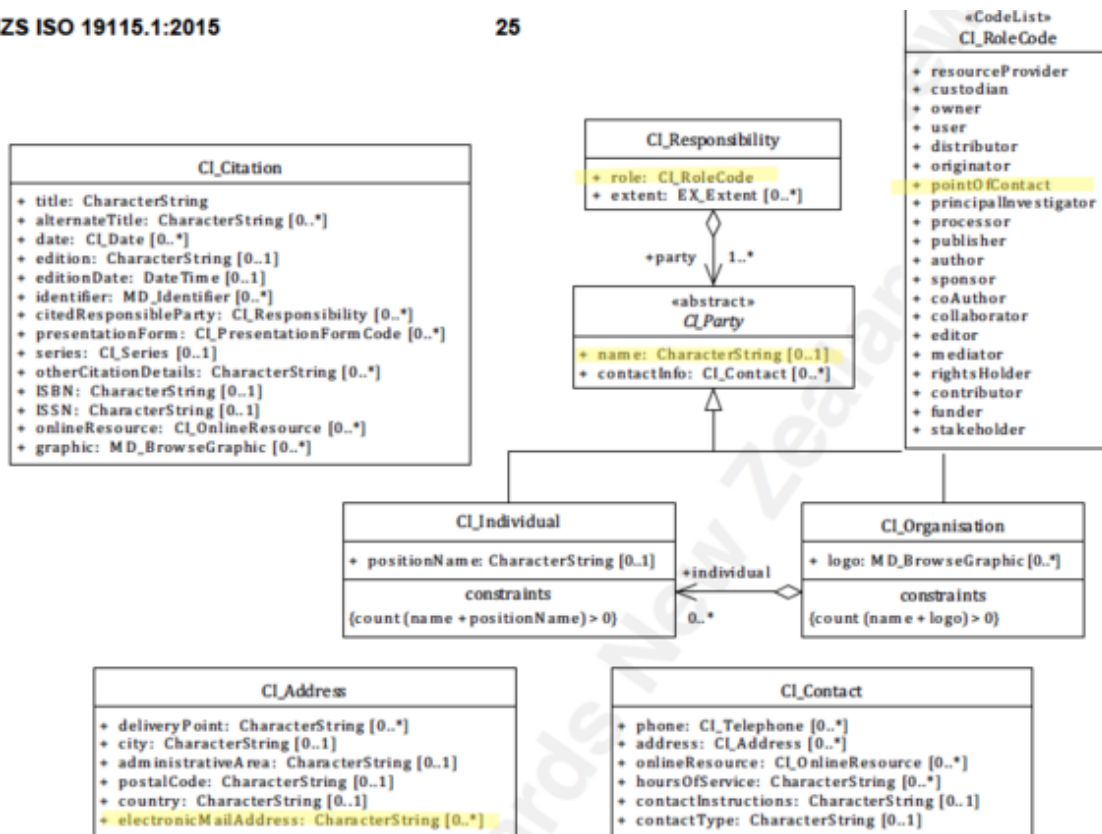 ZS ISO 19115.1:2015
25
«CodeList»
CI_RoleCode
+ resourceProvider
+ custodian
+ owner
+ user
+ distributor
+ originator
+ pointOfContact
+ principalInvestigator
+ processor
+ publisher
+ author
+ sponsor
+ coAuthor
+ collaborator
+ editor
+ mediator
+ rightsHolder
+ contributor
+ funder
+ stakeholder
CI_Responsibility
+ role: CI_RoleCode
+ extent: EX_Extent [0..*]
+party
1..*
CI_Citation
+ title: CharacterString
+ alternateTitle: CharacterString [0..*]
+ date: CI_Date [0..*]
+ edition: CharacterString [0..1]
+ editionDate: DateTime [0..1]
+ identifier: MD_Identifier [0..*]
+ citedResponsibleParty: CI_Responsibility [0..*]
+ presentationForm: CI_PresentationFormCode [0..*]
+ series: CI_Series [0..1]
+ otherCitationDetails: CharacterString [0..*]
+ ISBN: CharacterString [0..1]
+ ISSN: CharacterString [0..1]
+ onlineResource: CI_OnlineResource [0..*]
+ graphic: MD_BrowseGraphic [0..*]
«abstract»
CI_Party
+ name: CharacterString [0..1]
+ contactInfo: CI_Contact [0..*]
CI_Individual
+ positionName: CharacterString [0..1]
constraints
{count(name + positionName) > 0}
+individual
0..*
CI_Organisation
+ logo: MD_BrowseGraphic [0..*]
constraints
{count(name + logo) > 0}
CI_Address
+ deliveryPoint: CharacterString [0..*]
+ city: CharacterString [0..1]
+ administrativeArea: CharacterString [0..1]
+ postalCode: CharacterString [0..1]
+ country: CharacterString [0..1]
+ electronicMailAddress: CharacterString [0..*]
CI_Contact
+ phone: CI_Telephone [0..*]
+ address: CI_Address [0..*]
+ onlineResource: CI_OnlineResource [0..*]
+ hoursOfService: CharacterString [0..*]
+ contactInstructions: CharacterString [0..1]
+ contactType: CharacterString [0..1]
ards New Zealan
ew